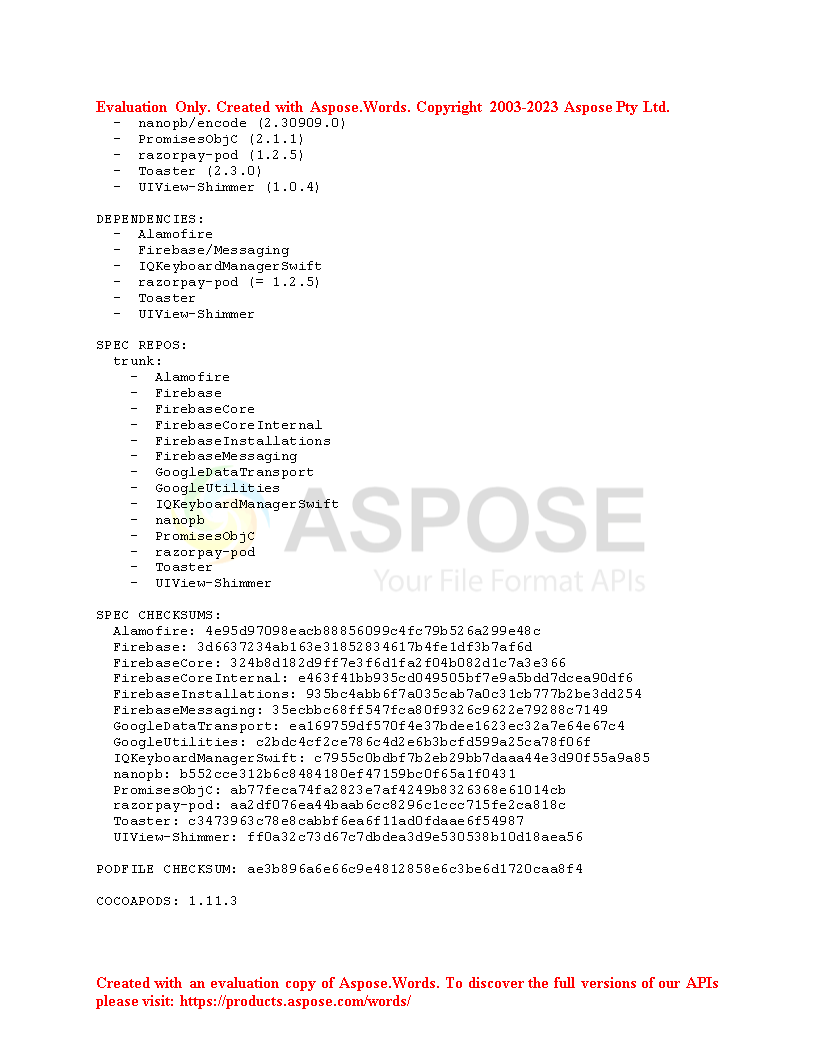 Evaluation Only. Created with Aspose.Words. Copyright 2003-2023 Aspose Pty Ltd.
- nanopb/encode (2.30909.0)
- PromisesObjC (2.1.1)
- razorpay-pod (1.2.5)
- Toaster (2.3.0)
- UIView-Shimmer (1.0.4)
DEPENDENCIES:
- Alamofire
- Firebase/Messaging
- IQKeyboardManagerSwift
- razorpay-pod (= 1.2.5)
- Toaster
- UIView-Shimmer
SPEC REPOS:
trunk:
- Alamofire
- Firebase
- FirebaseCore
- FirebaseCoreInternal
- FirebaseInstallations
- FirebaseMessaging
- GoogleDataTransport
- GoogleUtilities
- IQKeyboardManagerSwift
- nanopb
- PromisesObjC
- razorpay-pod
- Toaster
- UIView-Shimmer
ASPOSE
Your File Format APIs
SPEC CHECKSUMS:
Alamofire: 4e95d97098eacb88856099c4fc79b526a299e48c
Firebase: 3d6637234ab163e31852834617b4fe1df3b7af6d
FirebaseCore: 324b8d182d9ff7e3f6d1fa2f04b082d1c7a3e366
FirebaseCoreInternal: e463f41bb935cd049505bf7e9a5bdd7dcea90df6
FirebaseInstallations: 935bc4abb6f7a035cab7a0c31cb777b2be3dd254
FirebaseMessaging: 35ecbbc68ff547fca80f9326c9622e79288c7149
GoogleDataTransport: ea169759df570f4e37bdee1623ec32a7e64e67c4
GoogleUtilities: c2bdc4cf2ce786c4d2e6b3bcfd599a25ca78f06f
IQKeyboardManagerSwift: c7955c0bdbf7b2eb29bb7daaa44e3d90f55a9a85
nanopb: b552cce312b6c8484180ef47159bc0f65a1f0431
PromisesObjC: ab77feca74fa2823e7af4249b8326368e61014cb
razorpay-pod: aa2df076ea44baab6cc8296c1ccc715fe2ca818c
Toaster: c3473963c78e8cabbf6ea6f11ad0fdaae6f54987
UIView-Shimmer: ff0a32c73d67c7dbdea3d9e530538b10d18aea56
PODFILE CHECKSUM: ae3b896a6e66c9e4812858e6c3be6d1720caa8f4
COCOAPODS: 1.11.3
Created with an evaluation copy of Aspose.Words. To discover the full versions of our APIs
please visit: https://products.aspose.com/words/